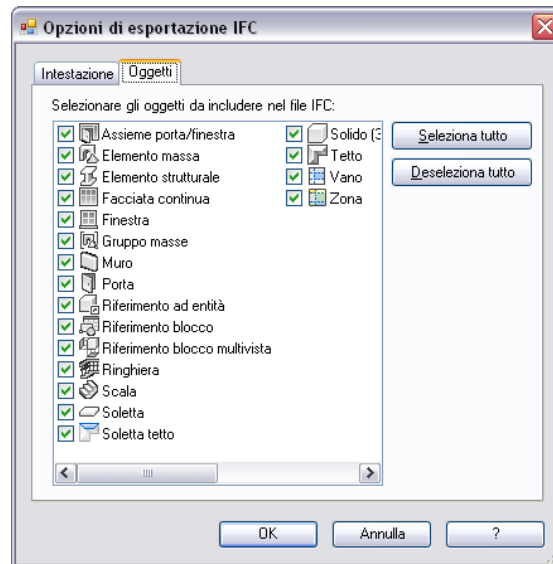 Opzioni di esportazione IFC
Intestazione
Oggetti
Selezionare gli oggetti da includere nel file IFC:
Assieme porta/finestra
Elemento massa
Elemento strutturale
Facciata continua
Finestra
Gruppo masse
Muro
Porta
Riferimento ad entità
Riferimento blocco
Riferimento blocco multivista
Ringhiera
Scala
Soletta
Soletta tetto
Solido (3
Tetto
Vano
Zona
Seleziona tutto
Deseleziona tutto
OK
Annulla
?